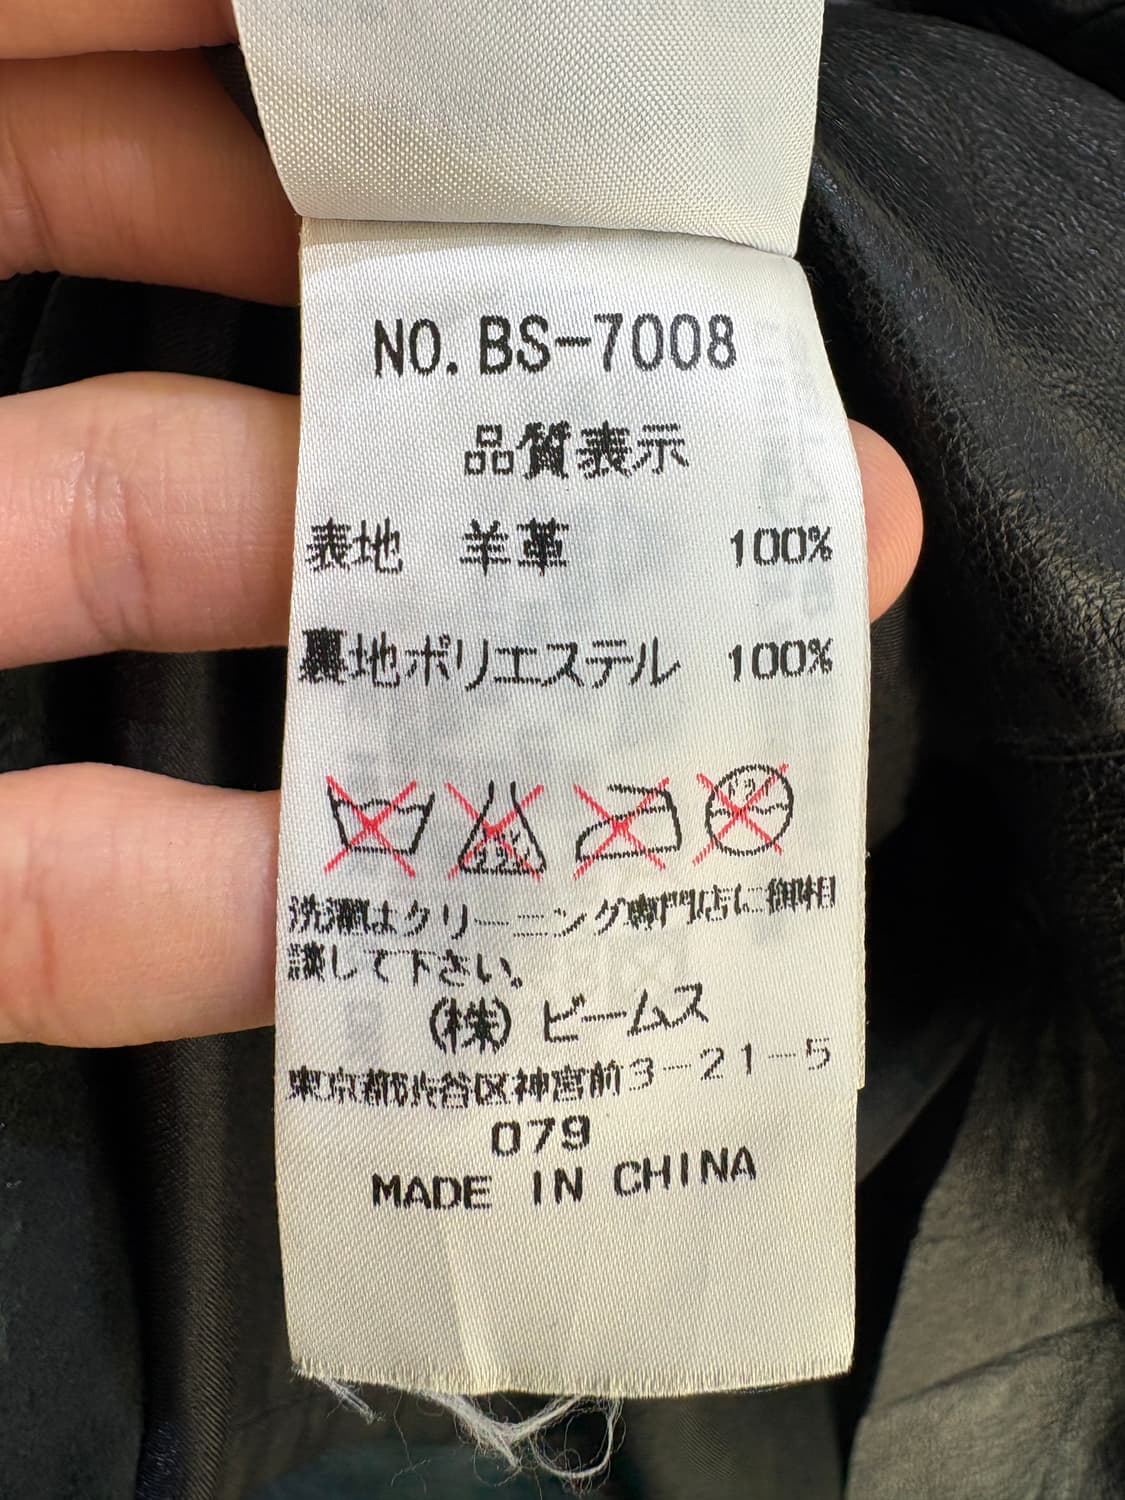 NO. BS-7008
品質表示
表地 羊革 100%
裏地ポリエステル 100%
洗濯はクリーニング専門店に御相
談して下さい。
(株) ビームス
東京都渋谷区神宮前3-21-5
079
MADE IN CHINA